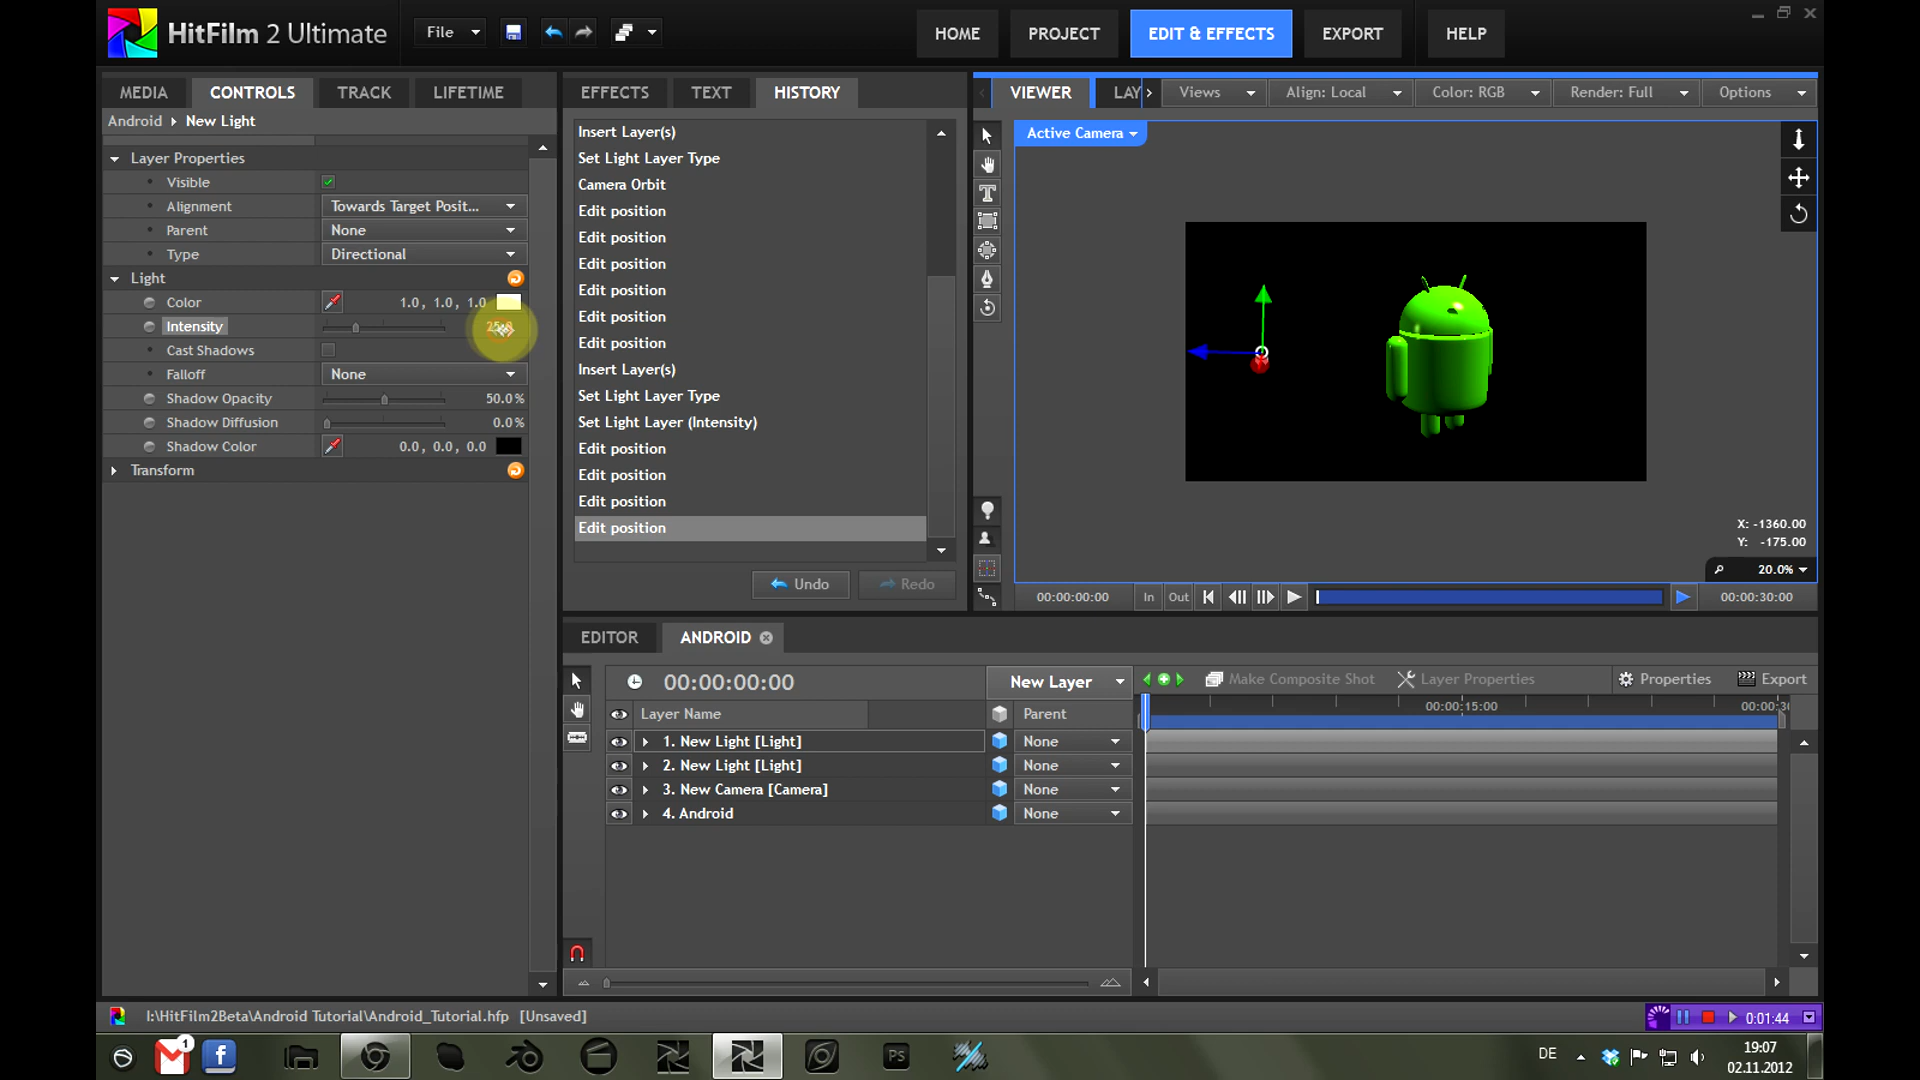 HitFilm 2 Ultimate
File
HOME
PROJECT
EDIT & EFFECTS
EXPORT
HELP
MEDIA
CONTROLS
TRACK
LIFETIME
Android
New Light
Layer Properties
Visible
Alignment
Towards Target Posit...
Parent
None
Type
Directional
Light
Color
1.0, 1.0, 1.0
Intensity
Cast Shadows
Falloff
None
Shadow Opacity
50.0%
Shadow Diffusion
0.0%
Shadow Color
0.0, 0.0, 0.0
Transform
EFFECTS
TEXT
HISTORY
Insert Layer(s)
Set Light Layer Type
Camera Orbit
Edit position
Edit position
Edit position
Edit position
Edit position
Edit position
Insert Layer(s)
Set Light Layer Type
Set Light Layer (Intensity)
Edit position
Edit position
Edit position
Edit position
Undo
Redo
VIEWER
LAY
Views
Align: Local
Color: RGB
Render: Full
Options
Active Camera
X: -1360.00
Y: -175.00
20.0%
00:00:00:00
In
Out
00:00:30:00
EDITOR
ANDROID
00:00:00:00
New Layer
Make Composite Shot
Layer Properties
Properties
Export
Layer Name
Parent
00:00:15:00
00:00:3
1. New Light [Light]
None
2. New Light [Light]
None
3. New Camera [Camera]
None
4. Android
None
I:\HitFilm2Beta\Android Tutorial\Android_Tutorial.hfp [Unsaved]
0:01:44
1
Ps
DE
19:07
02.11.2012